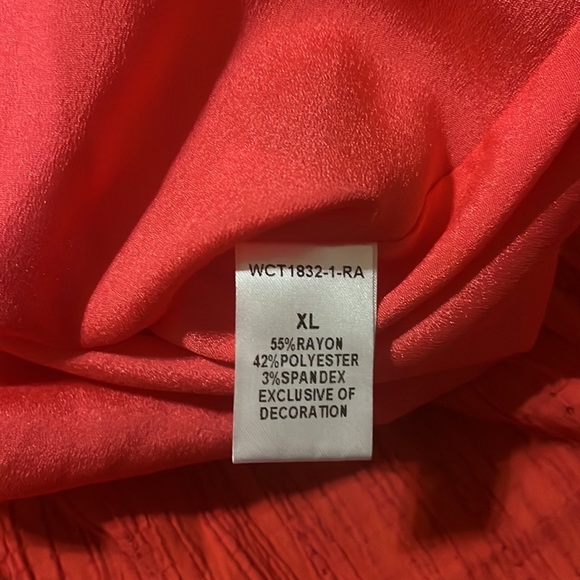 WCT1832-1-RA
XL
55%RAYON
42%POLYESTER
3%SPANDEX
EXCLUSIVE OF
DECORATION